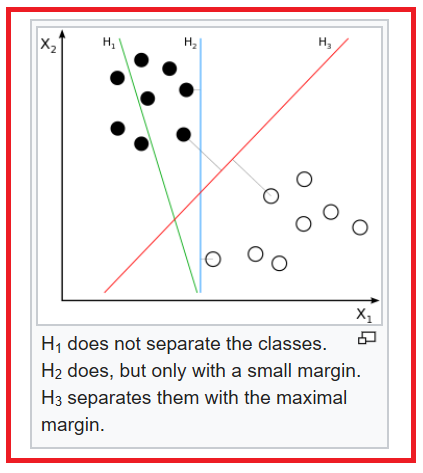 X₂ H₁ H₂ H₃
X₁
H₁ does not separate the classes.
H₂ does, but only with a small margin.
H₃ separates them with the maximal
margin.